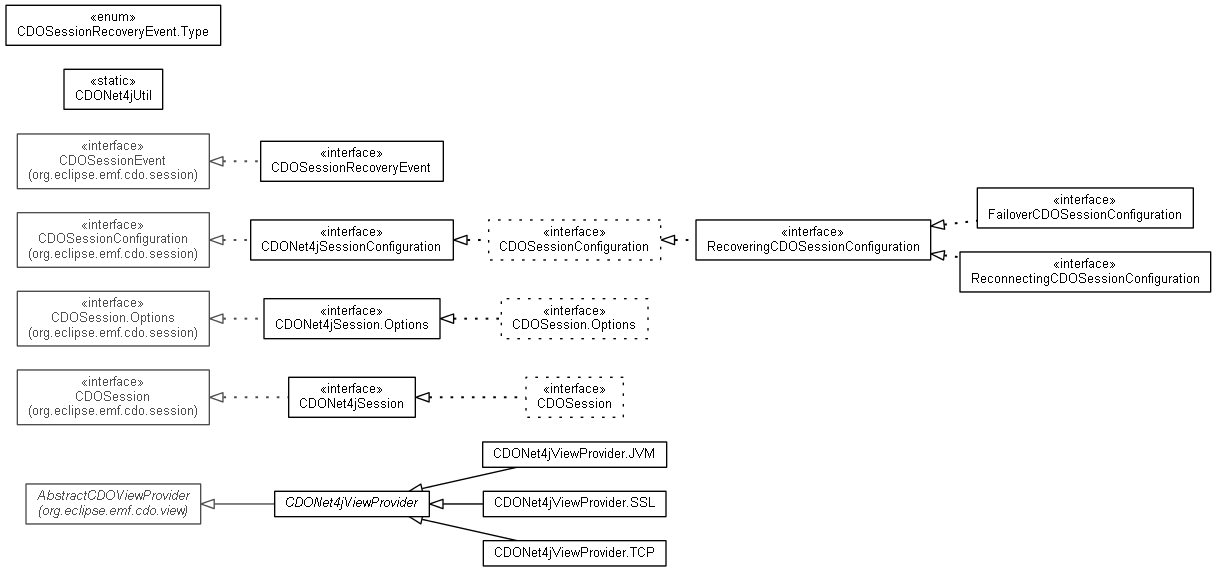 «enum»
CDOSessionRecoveryEvent.Type
«static»
CDONet4jUtil
«interface»
CDOSessionEvent
(org.eclipse.emf.cdo.session)
«interface»
CDOSessionRecoveryEvent
«interface»
CDOSessionConfiguration
(org.eclipse.emf.cdo.session)
«interface»
CDONet4jSessionConfiguration
«interface»
CDOSessionConfiguration
«interface»
RecoveringCDOSessionConfiguration
«interface»
FailoverCDOSessionConfiguration
«interface»
ReconnectingCDOSessionConfiguration
«interface»
CDOSession.Options
(org.eclipse.emf.cdo.session)
«interface»
CDONet4jSession.Options
«interface»
CDOSession.Options
«interface»
CDOSession
(org.eclipse.emf.cdo.session)
«interface»
CDONet4jSession
«interface»
CDOSession
AbstractCDOViewProvider
(org.eclipse.emf.cdo.view)
CDONet4jViewProvider
CDONet4jViewProvider.JVM
CDONet4jViewProvider.SSL
CDONet4jViewProvider.TCP